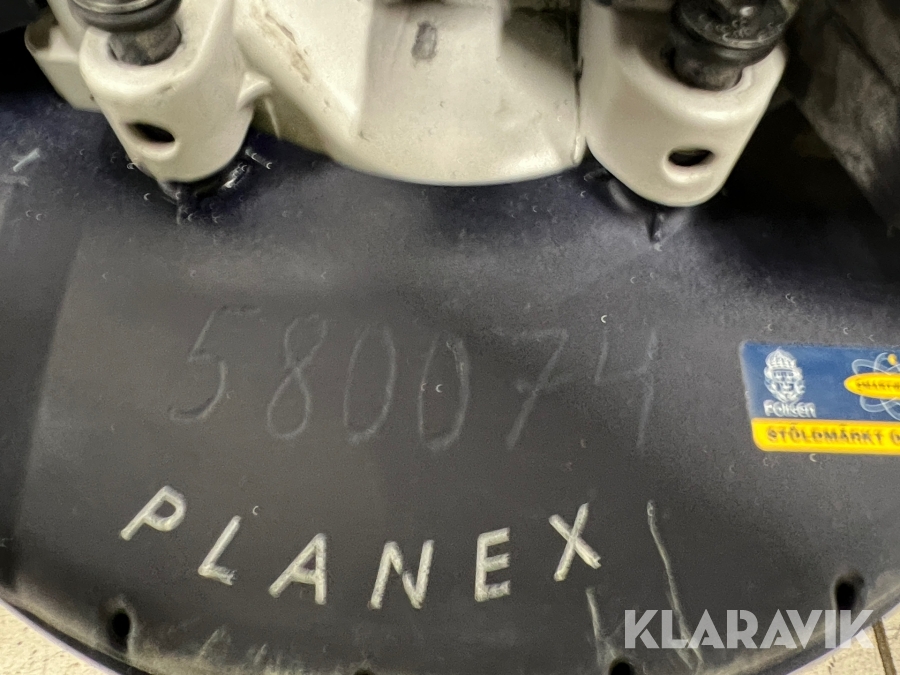 580074
POLISEN
STÖLDMÄRKT
PLANEX
KLARAVIK